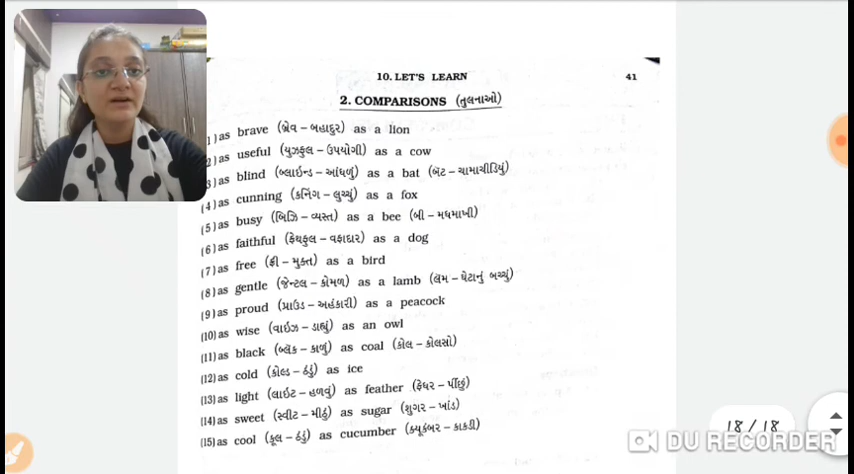 10. LET'S LEARN
41
2. COMPARISONS (તુલનાઓ)
1) as brave (બ્રેવ – બહાદુર) as a lion
2) as useful (યુઝફુલ – ઉપયોગી) as a cow
3) as blind (બ્લાઇન્ડ – આંધળું) as a bat (બૅટ – ચામાચીડિયું)
(4) as cunning (કનિંગ – લુચ્ચું) as a fox
(5) as busy (બિઝિ – વ્યસ્ત) as a bee (બી – મધમાખી)
(6) as faithful (ફેથફુલ – વફાદાર) as a dog
(7) as free (ફ્રી – મુક્ત) as a bird
(8) as gentle (જેન્ટલ – કોમળ) as a lamb (લૅમ – ઘેટાનું બચ્ચું)
(9) as proud (પ્રાઉડ – અહંકારી) as a peacock
(10) as wise (વાઇઝ – ડાહ્યું) as an owl
(11) as black (બ્લૅક – કાળું) as coal (કોલ – કોલસો)
(12) as cold (કોલ્ડ – ઠંડું) as ice
(13) as light (લાઇટ – હળવું) as feather (ફેધર – પીંછું)
(14) as sweet (સ્વીટ – મીઠું) as sugar (શુગર – ખાંડ)
(15) as cool (કૂલ – ઠંડું) as cucumber (ક્યૂકંબર – કાકડી)
18 / 18
DU RECORDER